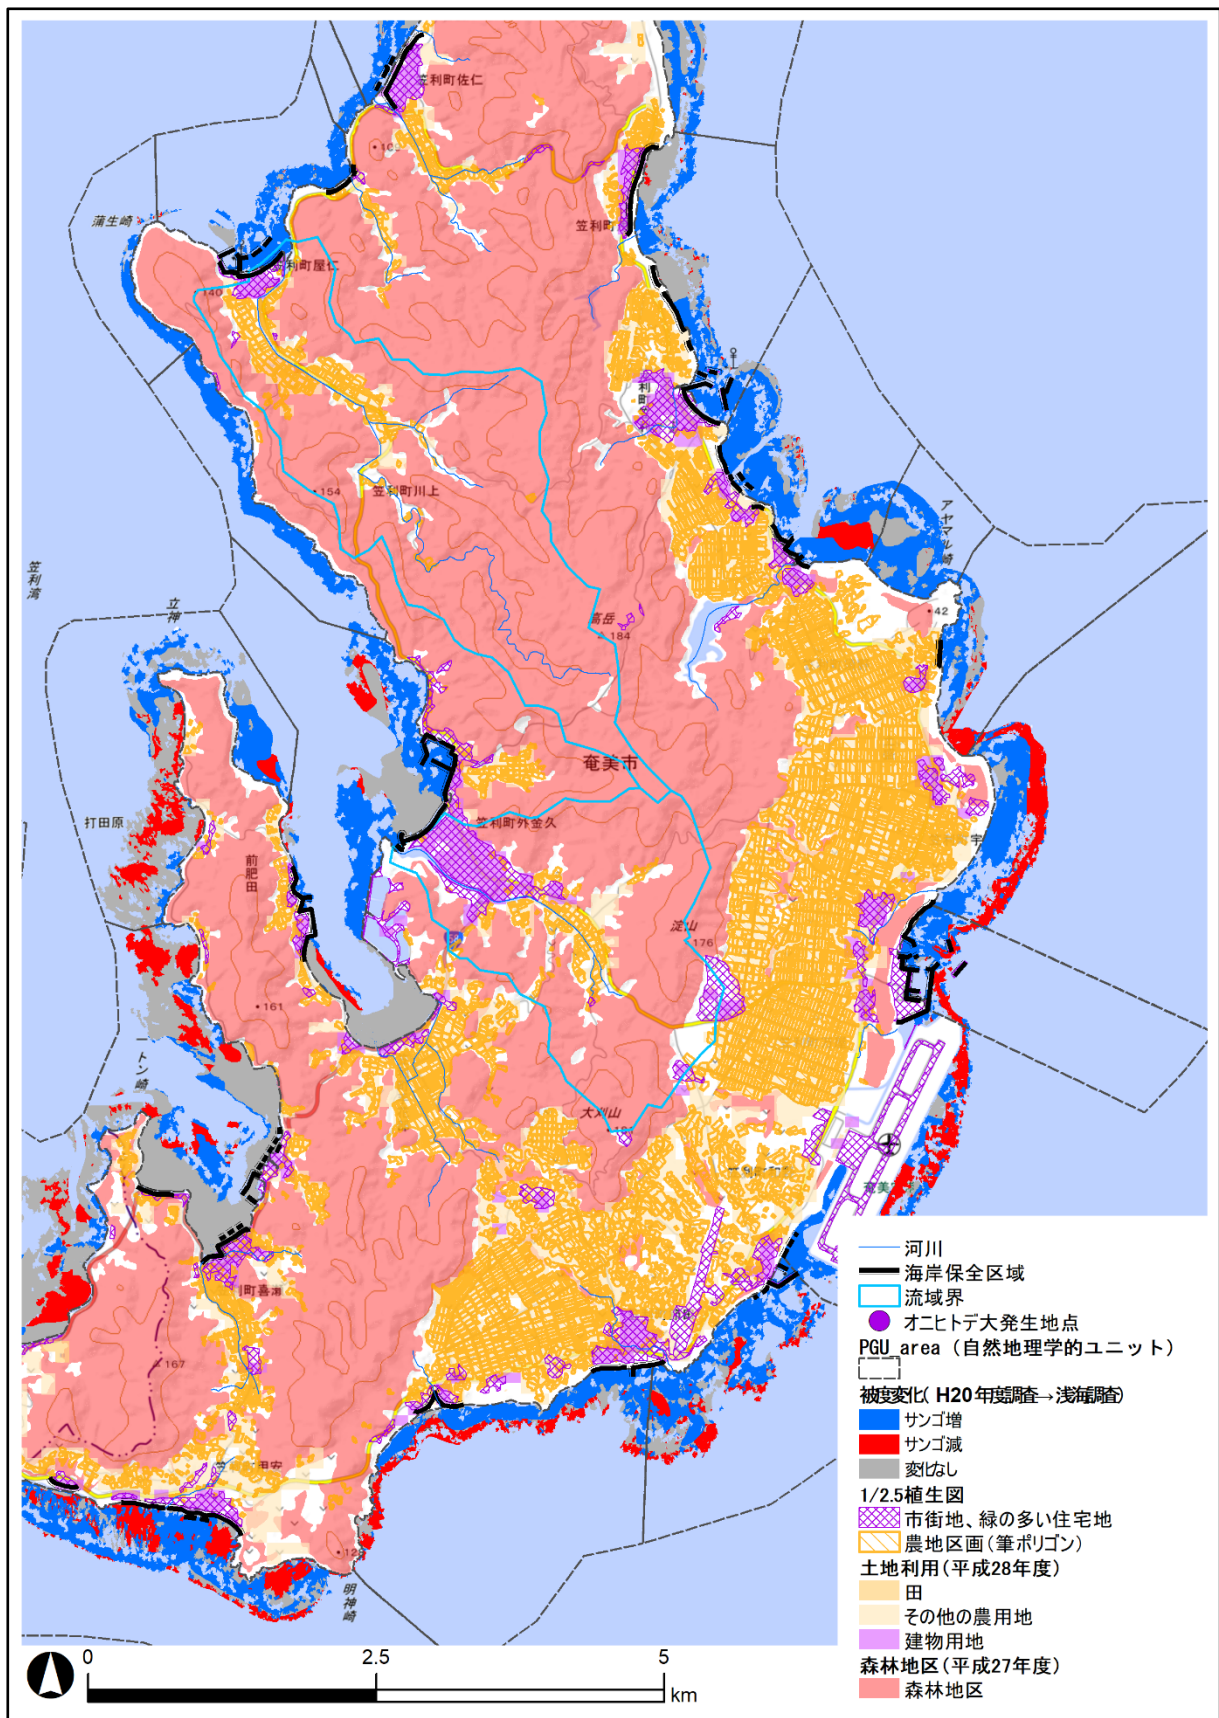 笠利町佐仁
蒲生崎
笠利町
利町屋仁
140
利
町
154
笠利町川上
アヤマル崎
笠利湾
立神
42
高岳
184
奄美市
打田原
笠利町外金久
宇
前肥田
淀山
176
161
トン崎
大刈山
町喜瀬
167
明神崎
河川
海岸保全区域
流域界
オニヒトデ大発生地点
PGU_area（自然地理学的ユニット）
被度変化（H20年度調査→浅海調査）
サンゴ増
サンゴ減
変化なし
1/2.5植生図
市街地、緑の多い住宅地
農地区画（筆ポリゴン）
土地利用（平成28年度）
田
その他の農用地
建物用地
森林地区（平成27年度）
森林地区
0
2.5
5
km